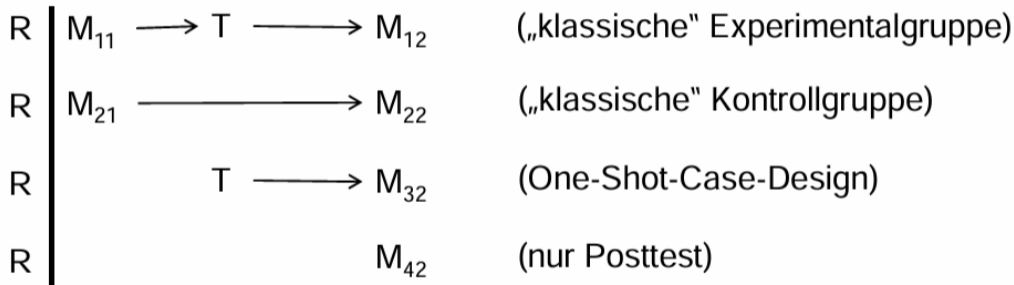 R M₁₁ → T → M₁₂ („klassische" Experimentalgruppe)
R M₂₁ → M₂₂ („klassische" Kontrollgruppe)
R T → M₃₂ (One-Shot-Case-Design)
R M₄₂ (nur Posttest)